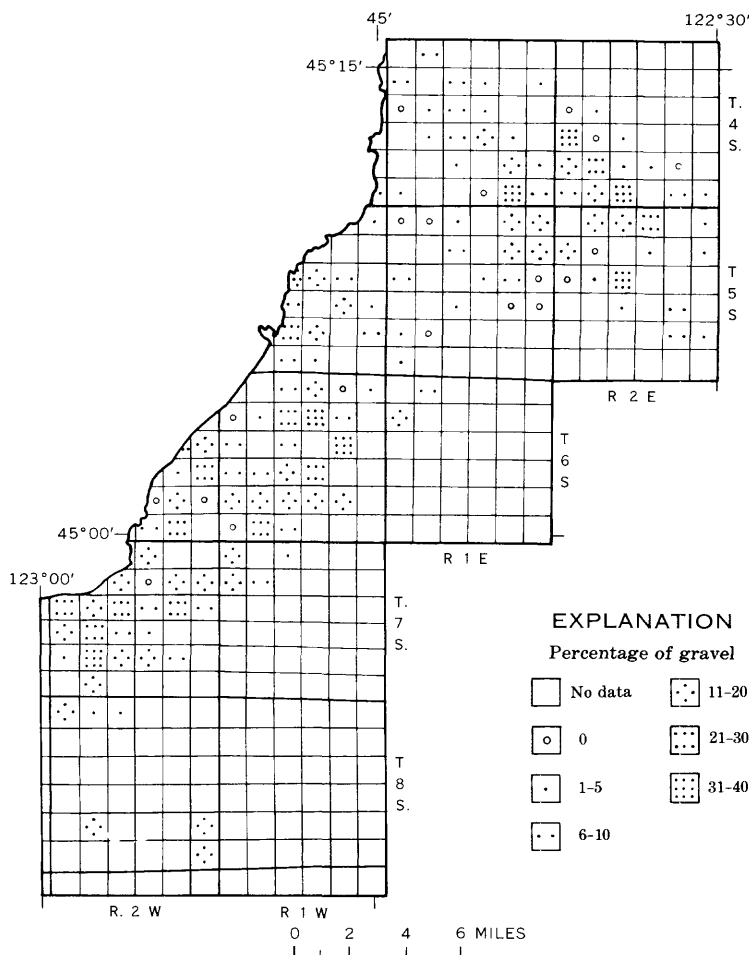 45'
122°30'
45°15'
T.
4
S.
T
5
S
R 2 E
T
6
S
45°00'
R 1 E
123°00'
T.
7
S.
EXPLANATION
Percentage of gravel
No data
11-20
0
21-30
1-5
31-40
6-10
T
8
S.
R. 2 W
R 1 W
0 2 4 6 MILES